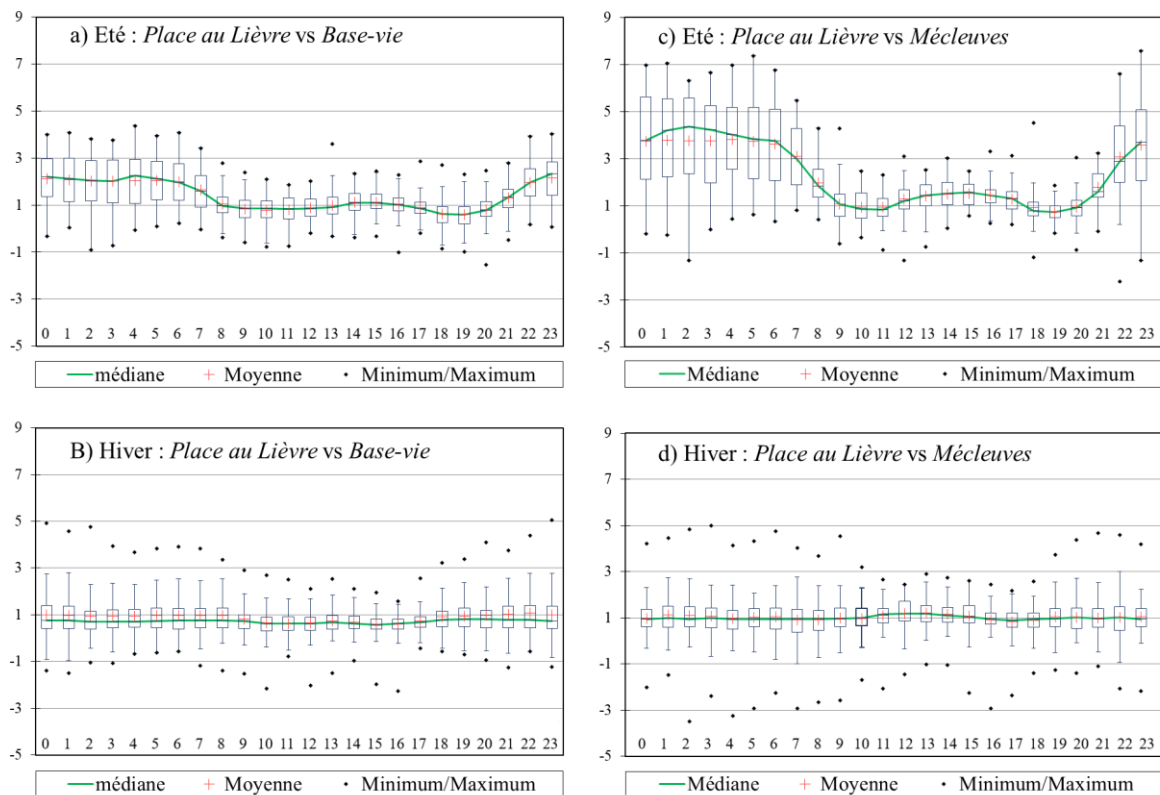 a) Eté : Place au Lièvre vs Base-vie
9
7
5
3
1
-1
-3
-5
0 1 2 3 4 5 6 7 8 9 10 11 12 13 14 15 16 17 18 19 20 21 22 23
médiane Moyenne Minimum/Maximum
c) Eté : Place au Lièvre vs Mécleuves
9
7
5
3
1
-1
-3
-5
0 1 2 3 4 5 6 7 8 9 10 11 12 13 14 15 16 17 18 19 20 21 22 23
Médiane Moyenne Minimum/Maximum
B) Hiver : Place au Lièvre vs Base-vie
9
7
5
3
1
-1
-3
-5
0 1 2 3 4 5 6 7 8 9 10 11 12 13 14 15 16 17 18 19 20 21 22 23
médiane Moyenne Minimum/Maximum
d) Hiver : Place au Lièvre vs Mécleuves
9
7
5
3
1
-1
-3
-5
0 1 2 3 4 5 6 7 8 9 10 11 12 13 14 15 16 17 18 19 20 21 22 23
Médiane Moyenne Minimum/Maximum